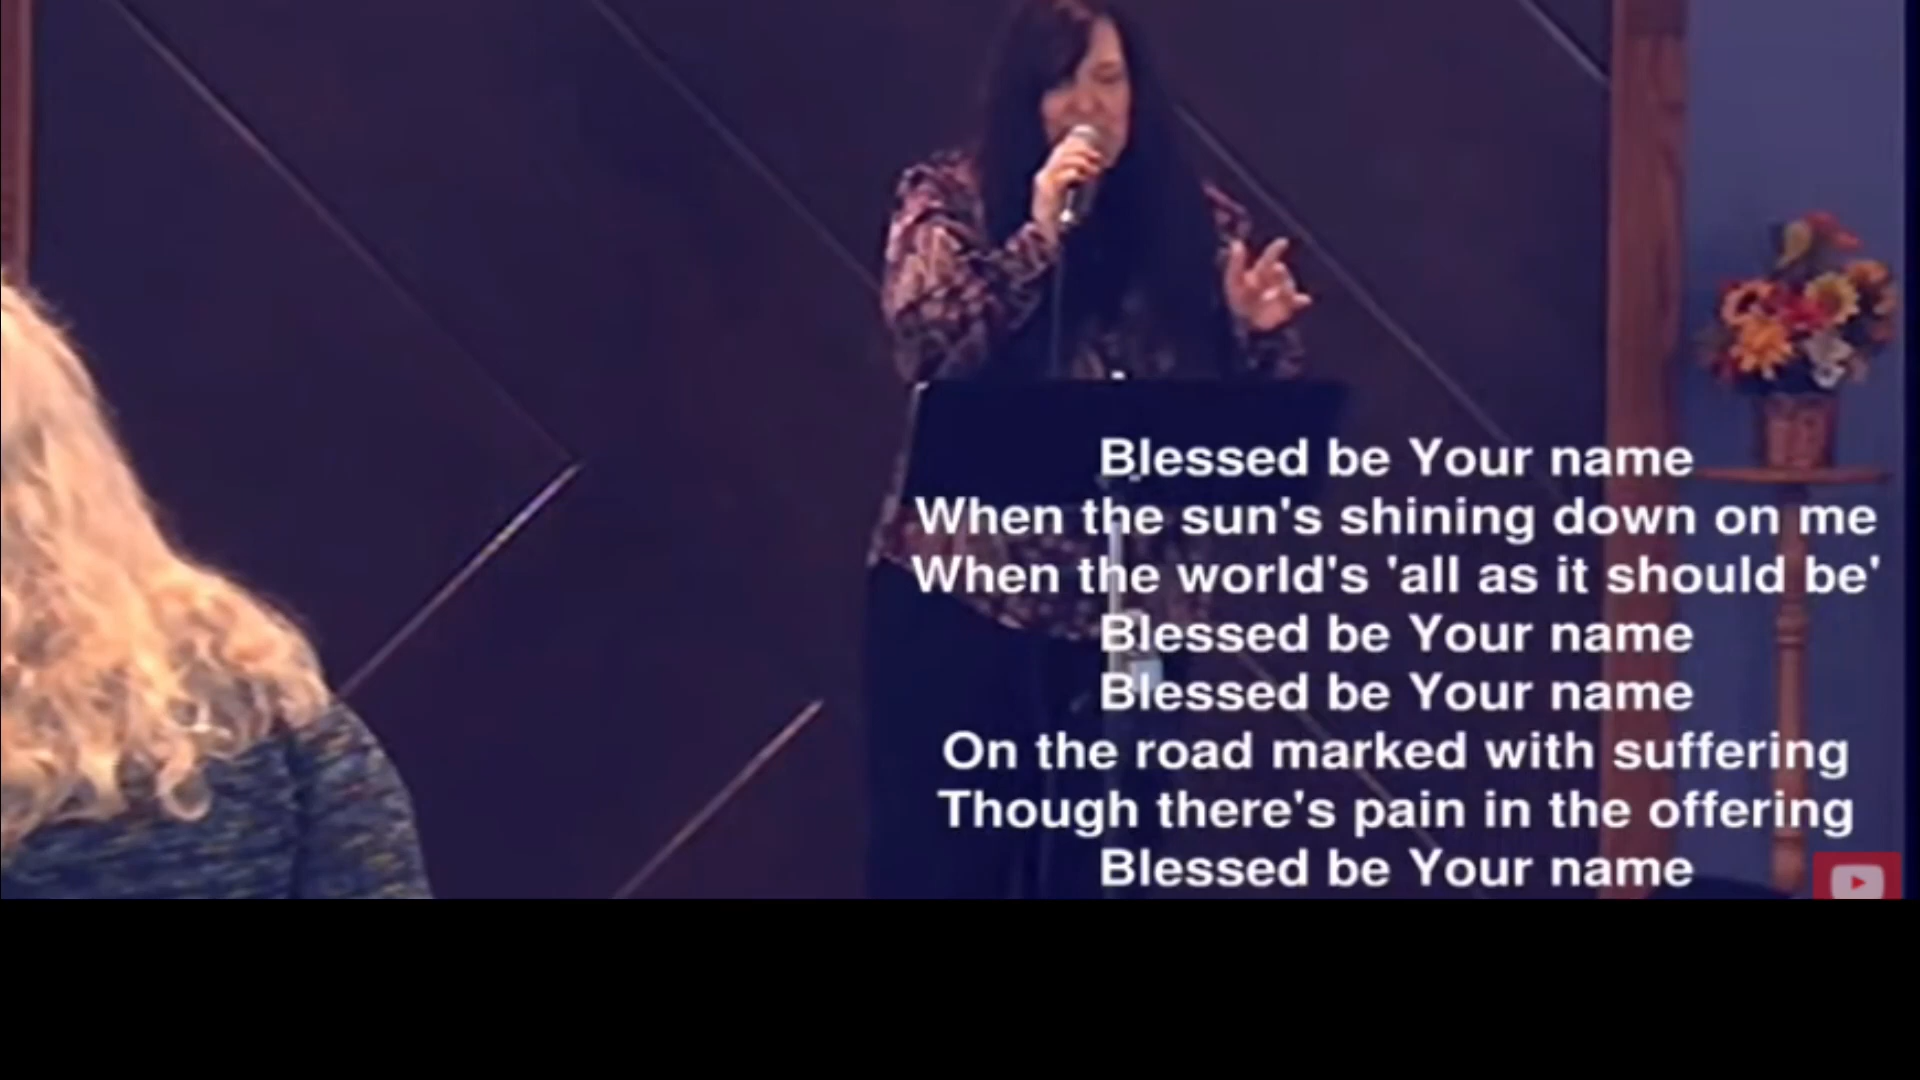 Blessed be Your name
When the sun's shining down on me
When the world's 'all as it should be'
Blessed be Your name
Blessed be Your name
On the road marked with suffering
Though there's pain in the offering
Blessed be Your name